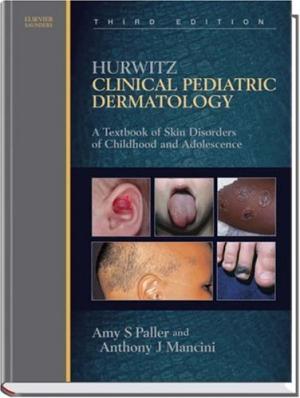 ELSEVIER
SAUNDERS
THIRD EDITION
HURWITZ
CLINICAL PEDIATRIC
DERMATOLOGY
A Textbook of Skin Disorders
of Childhood and Adolescence
Amy S Paller and
Anthony J Mancini